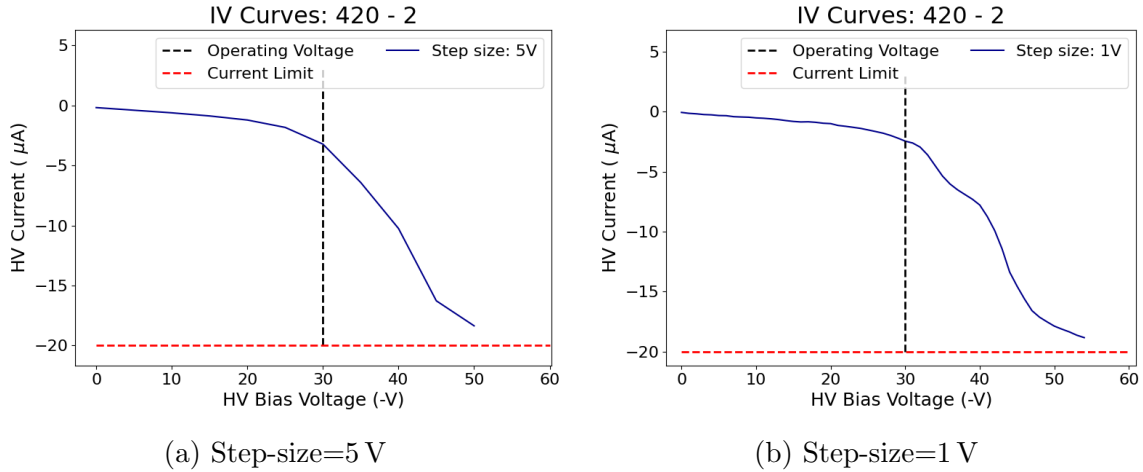 IV Curves: 420 - 2
Operating Voltage
Current Limit
Step size: 5V
5
0
−5
−10
−15
−20
HV Current ( μA)
0 10 20 30 40 50 60
HV Bias Voltage (-V)
(a) Step-size=5 V
IV Curves: 420 - 2
Operating Voltage
Current Limit
Step size: 1V
5
0
−5
−10
−15
−20
HV Current ( μA)
0 10 20 30 40 50 60
HV Bias Voltage (-V)
(b) Step-size=1 V